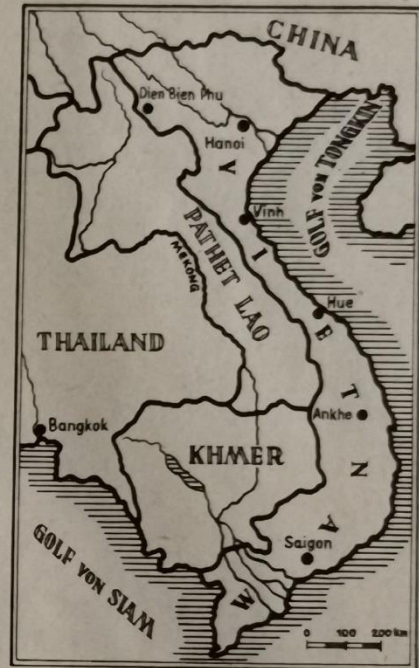 CHINA
Dien Bien Phu
Hanoi
GOLF VON TONGKIN
Vinh
PATHET LAO
MEKONG
VIETNAM
Hue
THAILAND
Ankhe
Bangkok
KHMER
Saigon
GOLF VON SIAM
0 100 200 km